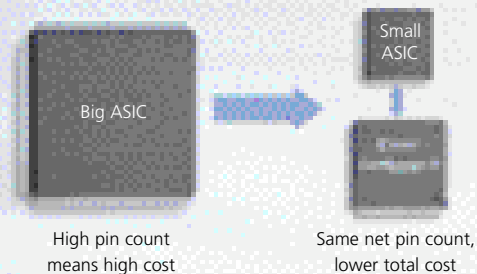 Big ASIC
Small
ASIC
High pin count
means high cost
Same net pin count,
lower total cost